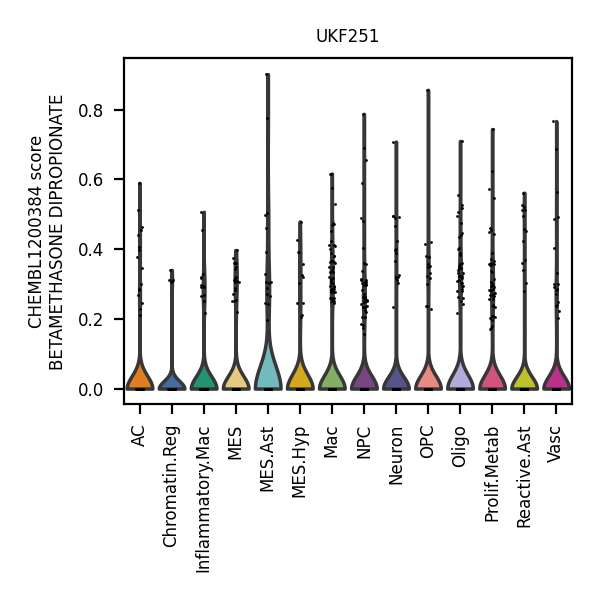 UKF251
CHEMBL1200384 score
BETAMETHASONE DIPROPIONATE
0.8
0.6
0.4
0.2
0.0
AC
Chromatin.Reg
Inflammatory.Mac
MES
MES.Ast
MES.Hyp
Mac
NPC
Neuron
OPC
Oligo
Prolif.Metab
Reactive.Ast
Vasc